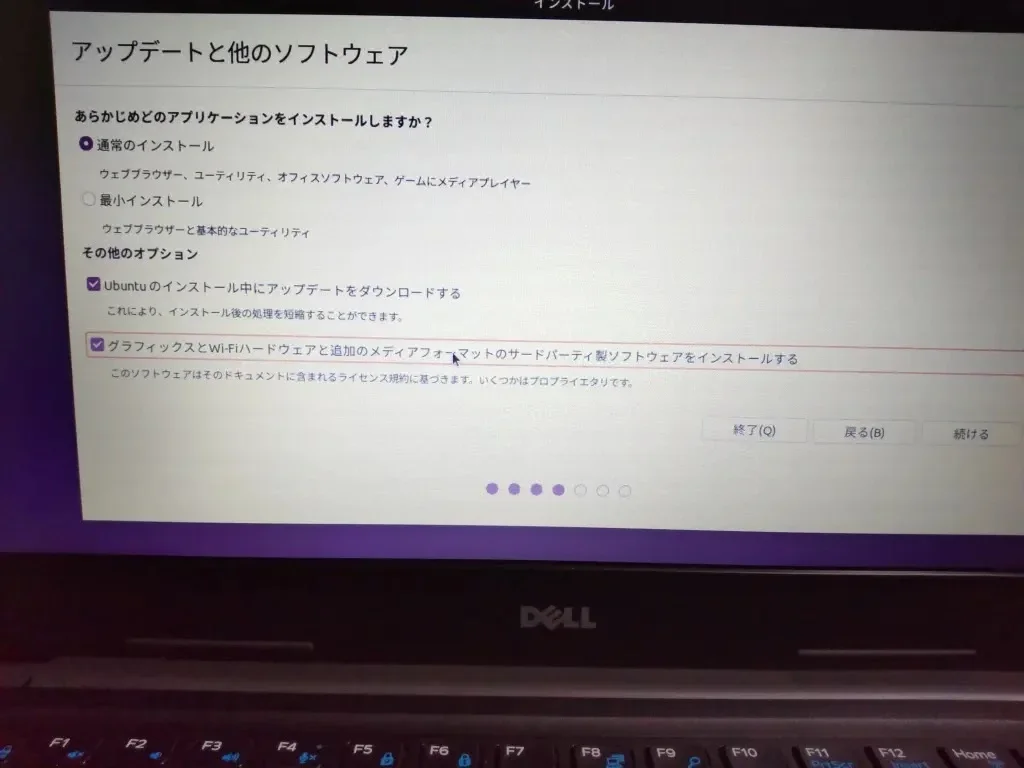 インストール
アップデートと他のソフトウェア
あらかじめどのアプリケーションをインストールしますか？
通常のインストール
ウェブブラウザー、ユーティリティ、オフィスソフトウェア、ゲームにメディアプレイヤー
最小インストール
ウェブブラウザーと基本的なユーティリティ
その他のオプション
Ubuntu のインストール中にアップデートをダウンロードする
これにより、インストール後の処理を短縮することができます。
グラフィックスとWi-Fiハードウェアと追加のメディアフォーマットのサードパーティ製ソフトウェアをインストールする
このソフトウェアはそのドキュメントに含まれるライセンス規約に基づきます。いくつかはプロプライエタリです。
終了(Q) 戻る(B) 続ける
DELL
F1 F2 F3 F4 F5 F6 F7 F8 F9 F10 F11 F12 Home
PrtScr Insert